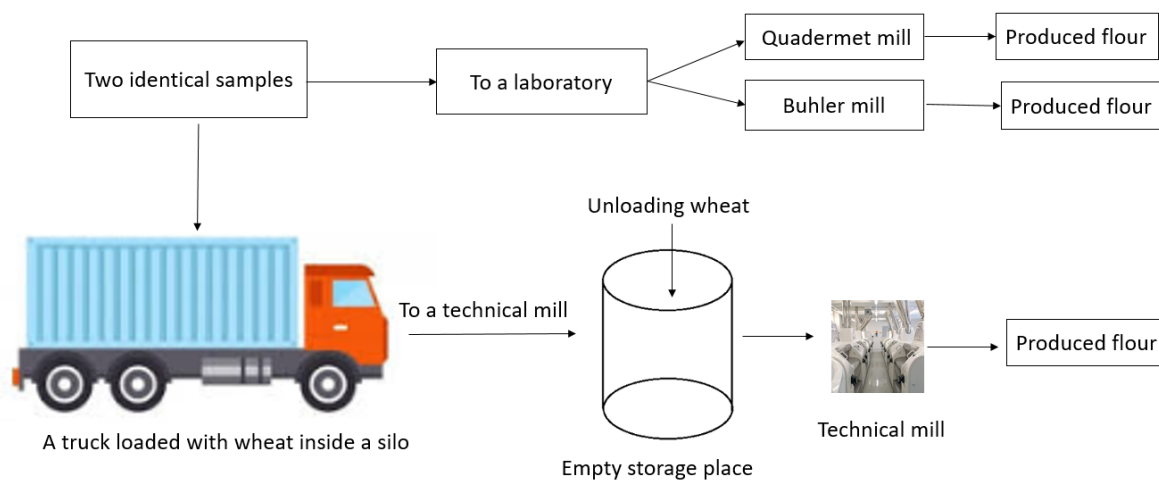 Quadermet mill
Produced flour
Two identical samples
To a laboratory
Buhler mill
Produced flour
Unloading wheat
To a technical mill
Produced flour
Technical mill
A truck loaded with wheat inside a silo
Empty storage place